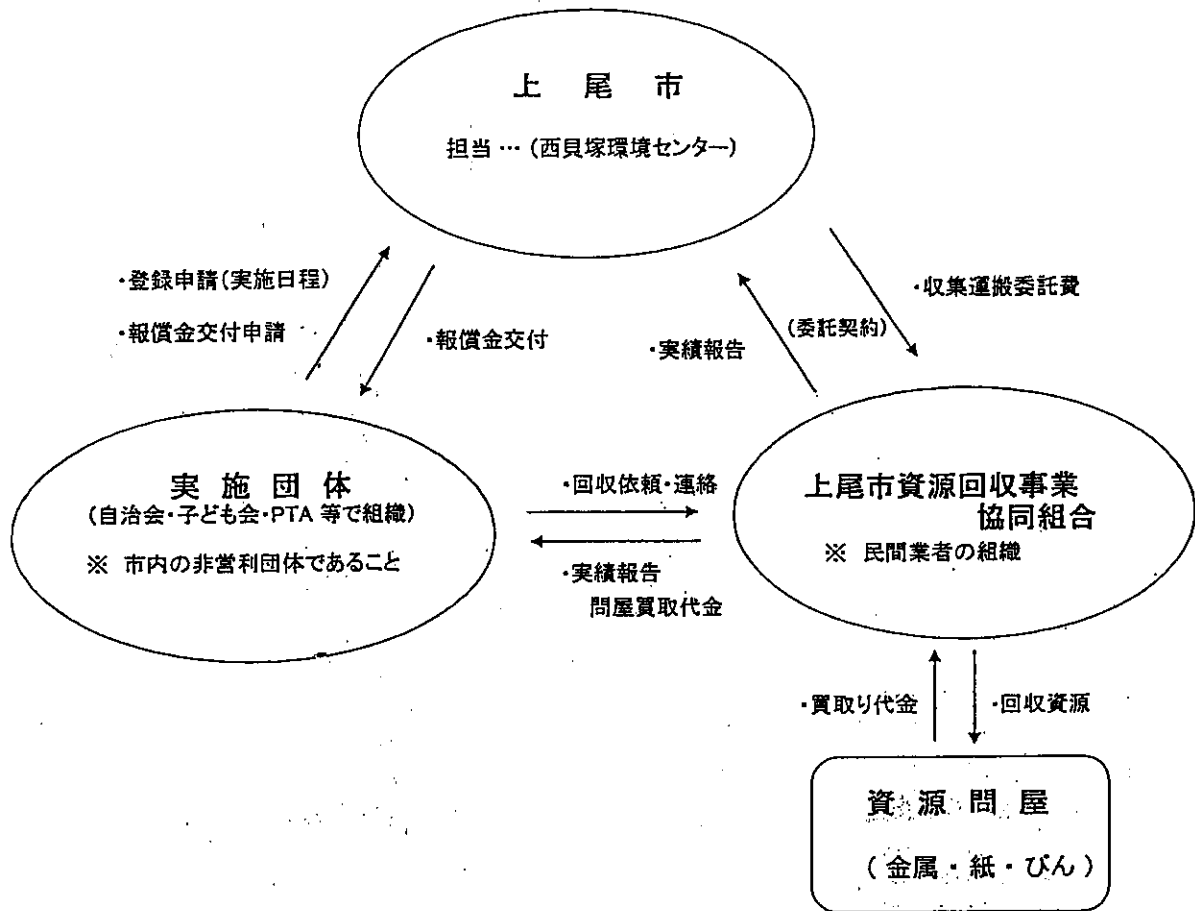 上 尾 市
担当 … (西貝塚環境センター)
・登録申請(実施日程)
・報償金交付申請
・報償金交付
・収集運搬委託費
(委託契約)
・実績報告
実 施 団 体
(自治会・子ども会・PTA 等で組織)
※ 市内の非営利団体であること
・回収依頼・連絡
・実績報告
問屋買取代金
上尾市資源回収事業
協同組合
※ 民間業者の組織
・買取り代金
・回収資源
資 源 問 屋
( 金属・紙・びん )